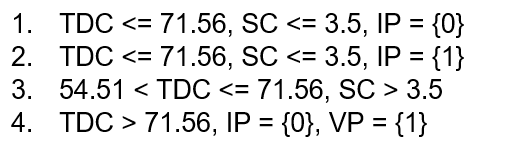 1. TDC <= 71.56, SC <= 3.5, IP = {0}
2. TDC <= 71.56, SC <= 3.5, IP = {1}
3. 54.51 < TDC <= 71.56, SC > 3.5
4. TDC > 71.56, IP = {0}, VP = {1}